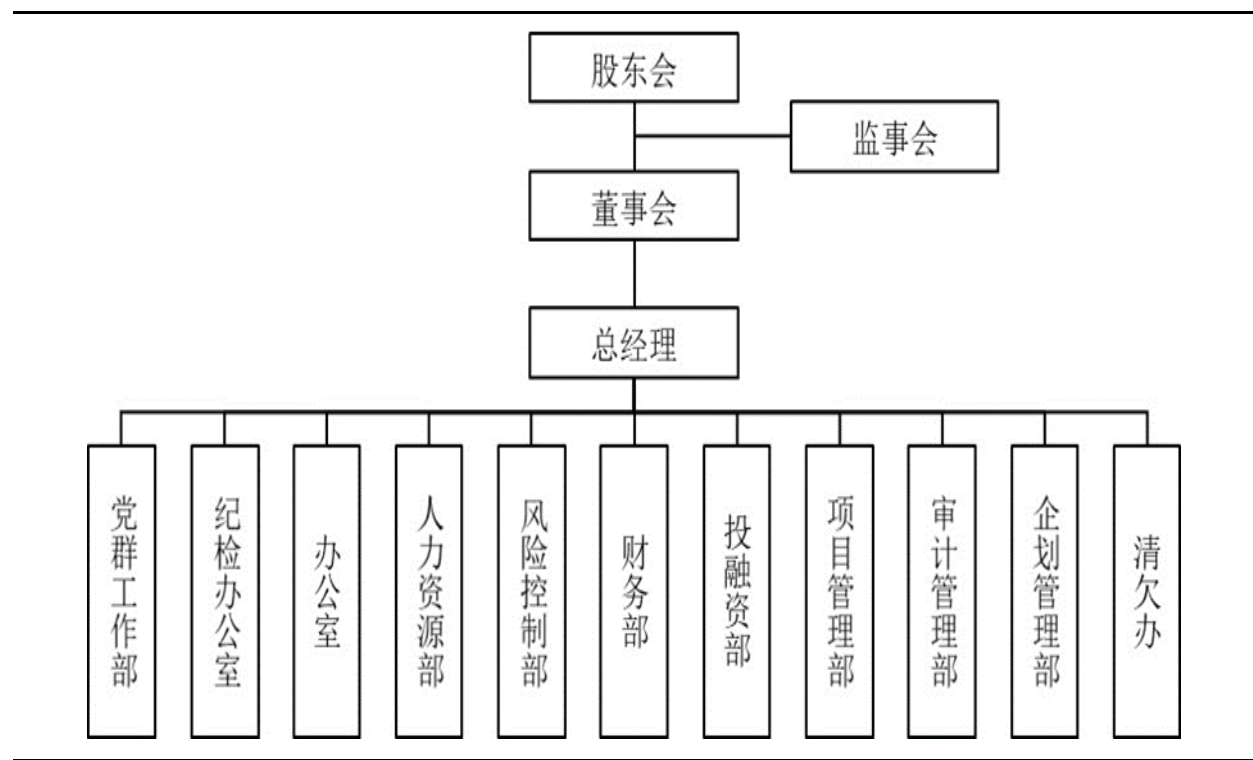 股东会
监事会
董事会
总经理
党群工作部
纪检办公室
办公室
人力资源部
风险控制部
财务部
投融资部
项目管理部
审计管理部
企划管理部
清欠办